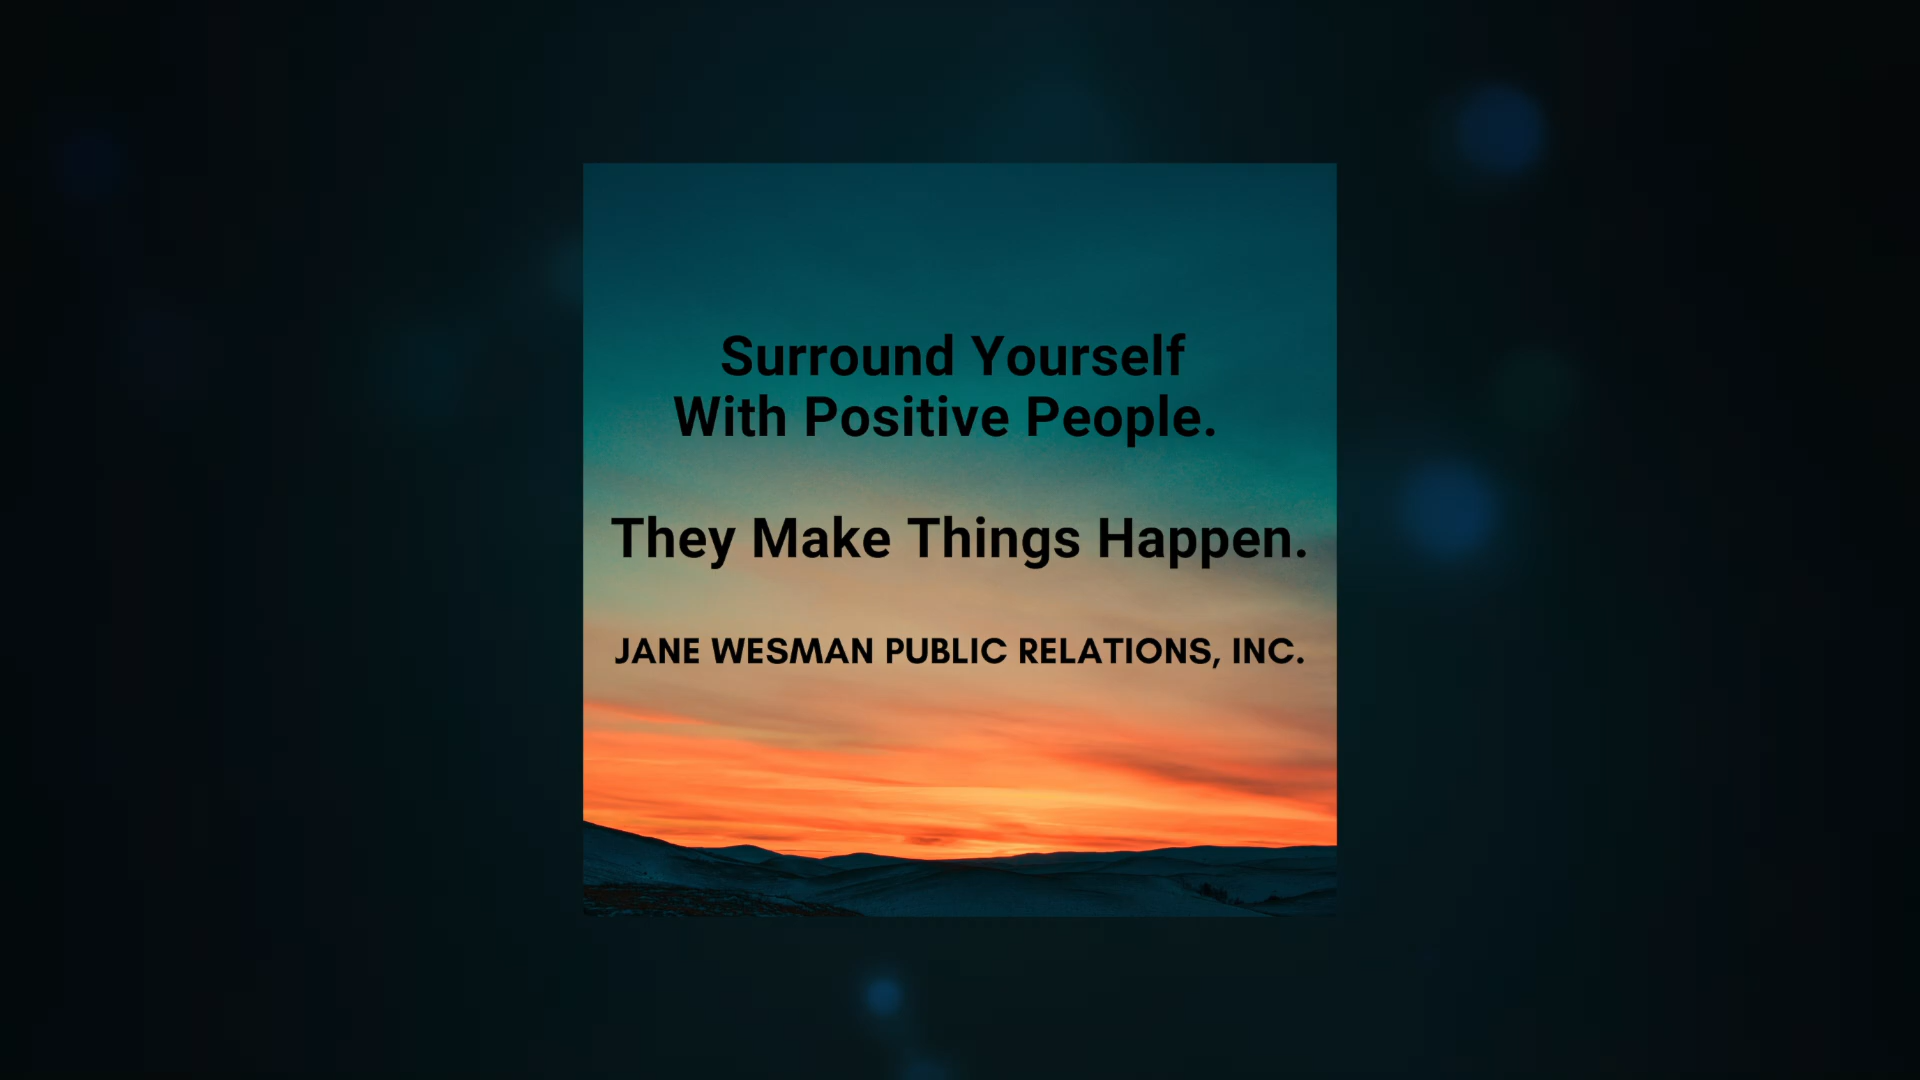 Surround Yourself
With Positive People.
They Make Things Happen.
JANE WESMAN PUBLIC RELATIONS, INC.